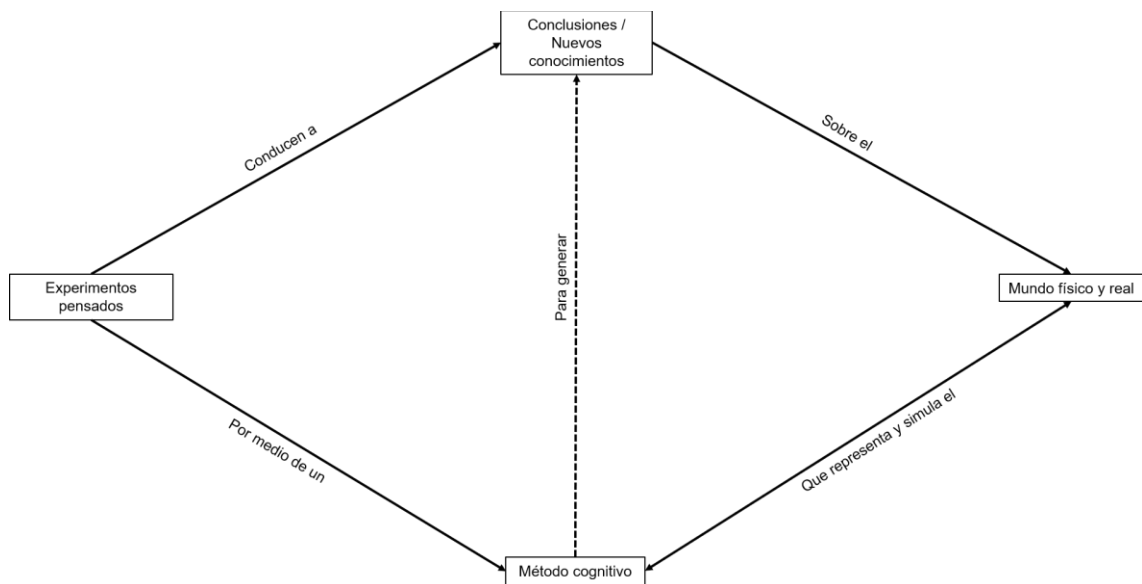 Conclusiones /
Nuevos
conocimientos
Conducen a
Sobre el
Experimentos
pensados
Para generar
Mundo físico y real
Por medio de un
Que representa y simula el
Método cognitivo